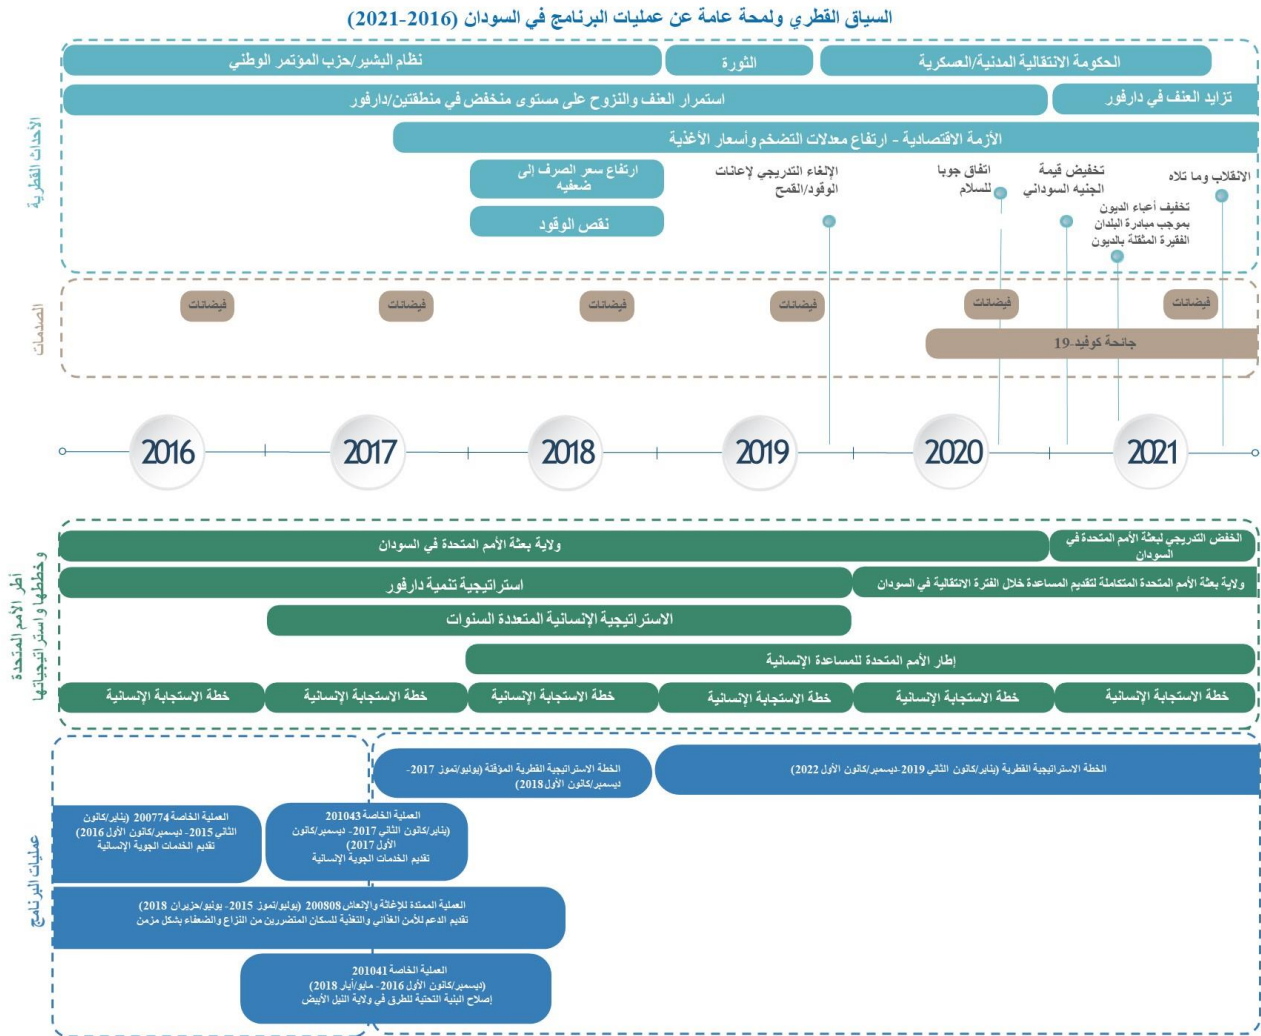 السياق القطري ولمحة عامة عن عمليات البرنامج في السودان (2016-2021)
الأحداث القطرية
نظام البشير/حزب المؤتمر الوطني
الثورة
الحكومة الانتقالية المدنية/العسكرية
استمرار العنف والنزوح على مستوى منخفض في منطقتين/دارفور
تزايد العنف في دارفور
الأزمة الاقتصادية - ارتفاع معدلات التضخم وأسعار الأغذية
ارتفاع سعر الصرف إلى
ضعفيه
نقص الوقود
الإلغاء التدريجي لإعانات
الوقود/القمح
اتفاق جوبا
للسلام
تخفيض قيمة
الجنيه السوداني
تخفيف أعباء الديون
بموجب مبادرة البلدان
الفقيرة المثقلة بالديون
الانقلاب وما تلاه
الصدمات
فيضانات
فيضانات
فيضانات
فيضانات
فيضانات
فيضانات
جائحة كوفيد-19
2016
2017
2018
2019
2020
2021
أطر الأمم المتحدة
وخططها واستراتيجياتها
ولاية بعثة الأمم المتحدة في السودان
الخفض التدريجي لبعثة الأمم المتحدة في
السودان
استراتيجية تنمية دارفور
ولاية بعثة الأمم المتحدة المتكاملة لتقديم المساعدة خلال الفترة الانتقالية في السودان
الاستراتيجية الإنسانية المتعددة السنوات
إطار الأمم المتحدة للمساعدة الإنسانية
خطة الاستجابة الإنسانية
خطة الاستجابة الإنسانية
خطة الاستجابة الإنسانية
خطة الاستجابة الإنسانية
خطة الاستجابة الإنسانية
خطة الاستجابة الإنسانية
عمليات البرنامج
الخطة الاستراتيجية القطرية المؤقتة (يوليو/تموز 2017-
ديسمبر/كانون الأول 2018)
الخطة الاستراتيجية القطرية (يناير/كانون الثاني 2019-ديسمبر/كانون الأول 2022)
العملية الخاصة 200774 (يناير/كانون
الثاني 2015- ديسمبر/كانون الأول 2016)
تقديم الخدمات الجوية الإنسانية
العملية الخاصة 201043
(يناير/كانون الثاني 2017- ديسمبر/كانون
الأول 2017)
تقديم الخدمات الجوية الإنسانية
العملية الممتدة للإغاثة والإنعاش 200808 (يوليو/تموز 2015- يونيو/حزيران 2018)
تقديم الدعم للأمن الغذائي والتغذية للسكان المتضررين من النزاع والضعفاء بشكل مزمن
العملية الخاصة
201041
(ديسمبر/كانون الأول 2016- مايو/أيار 2018)
إصلاح البنية التحتية للطرق في ولاية النيل الأبيض